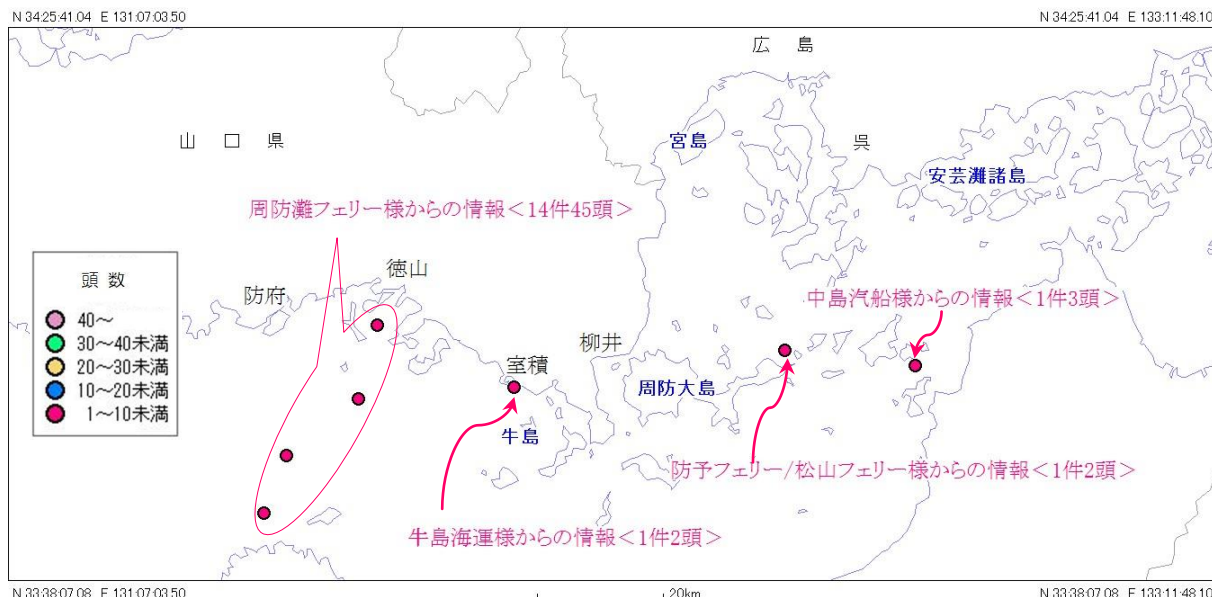 N 34:25:41.04 E 131:07:03.50
N 34:25:41.04 E 133:11:48.10
広 島
山 口 県
宮島
呉
安芸灘諸島
周防灘フェリー様からの情報<14件45頭>
頭 数
40~
30~40未満
20~30未満
10~20未満
1~10未満
徳山
防府
中島汽船様からの情報<1件3頭>
柳井
室積
周防大島
牛島
防予フェリー/松山フェリー様からの情報<1件2頭>
牛島海運様からの情報<1件2頭>
N 33:38:07.08 E 131:07:03.50
20km
N 33:38:07.08 E 133:11:48.10